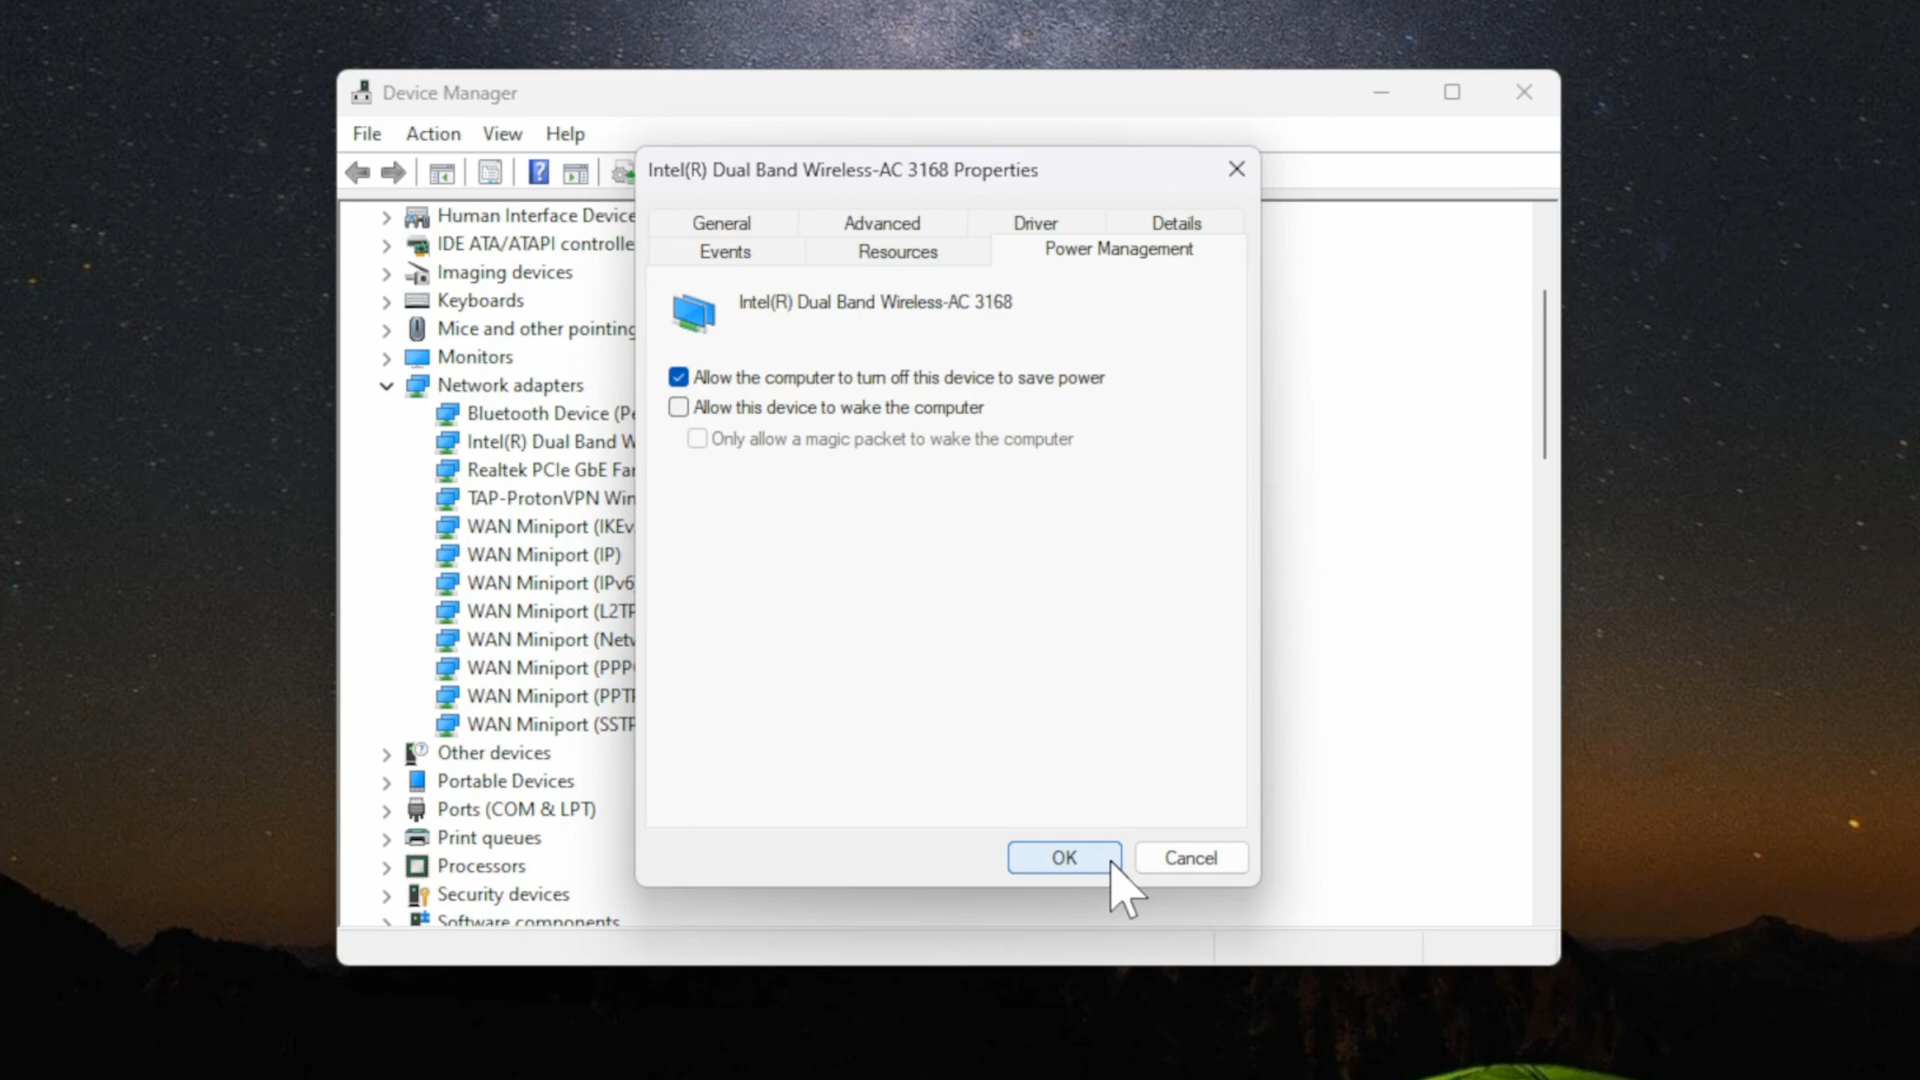 Device Manager
File Action View Help
Intel(R) Dual Band Wireless-AC 3168 Properties
General Advanced Driver Details
Events Resources Power Management
Intel(R) Dual Band Wireless-AC 3168
Allow the computer to turn off this device to save power
Allow this device to wake the computer
Only allow a magic packet to wake the computer
OK Cancel
Human Interface Device
IDE ATA/ATAPI controlle
Imaging devices
Keyboards
Mice and other pointing
Monitors
Network adapters
Bluetooth Device (Pe
Intel(R) Dual Band W
Realtek PCIe GbE Fa
TAP-ProtonVPN Win
WAN Miniport (IKEv
WAN Miniport (IP)
WAN Miniport (IPv6
WAN Miniport (L2TP
WAN Miniport (Netw
WAN Miniport (PPP
WAN Miniport (PPTP
WAN Miniport (SSTP
Other devices
Portable Devices
Ports (COM & LPT)
Print queues
Processors
Security devices
Software components